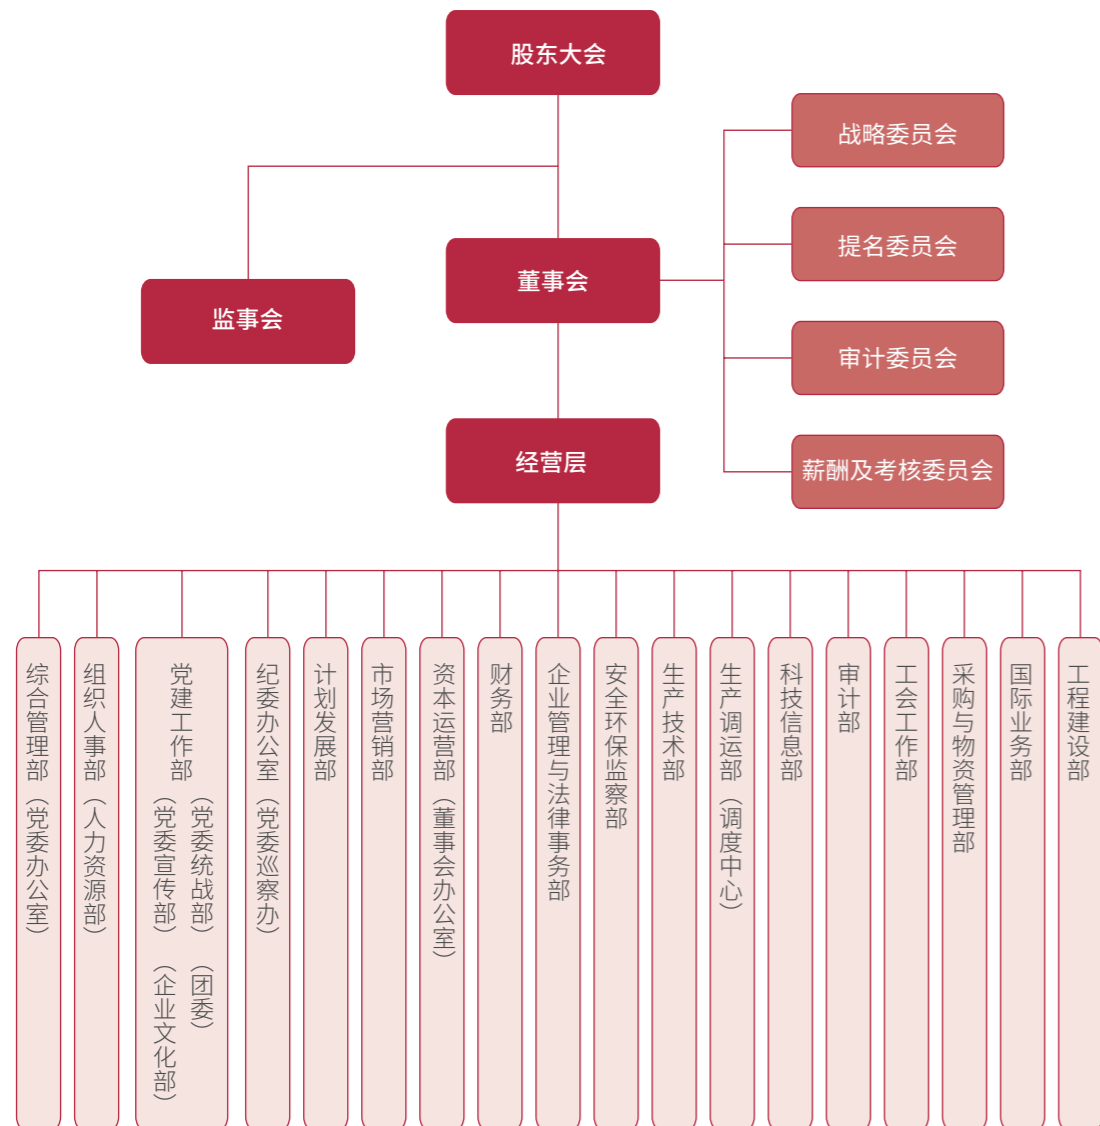 股东大会
战略委员会
提名委员会
董事会
监事会
审计委员会
经营层
薪酬及考核委员会
综合管理部（党委办公室）
组织人事部（人力资源部）
党建工作部
（党委宣传部）（企业文化部）
（党委统战部）（团委）
纪委办公室（党委巡察办）
计划发展部
市场营销部
资本运营部（董事会办公室）
财务部
企业管理与法律事务部
安全环保监察部
生产技术部
生产调运部（调度中心）
科技信息部
审计部
工会工作部
采购与物资管理部
国际业务部
工程建设部